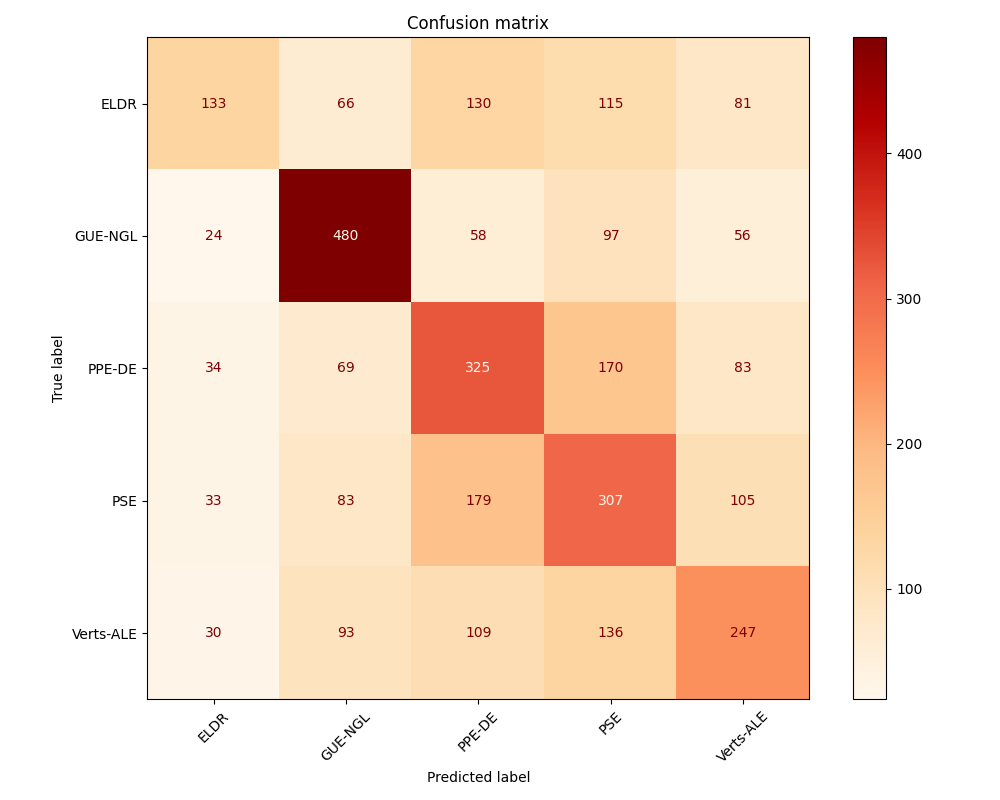 Confusion matrix
True label
ELDR 133 66 130 115 81
GUE-NGL 24 480 58 97 56
PPE-DE 34 69 325 170 83
PSE 33 83 179 307 105
Verts-ALE 30 93 109 136 247
ELDR GUE-NGL PPE-DE PSE Verts-ALE
Predicted label
400
300
200
100